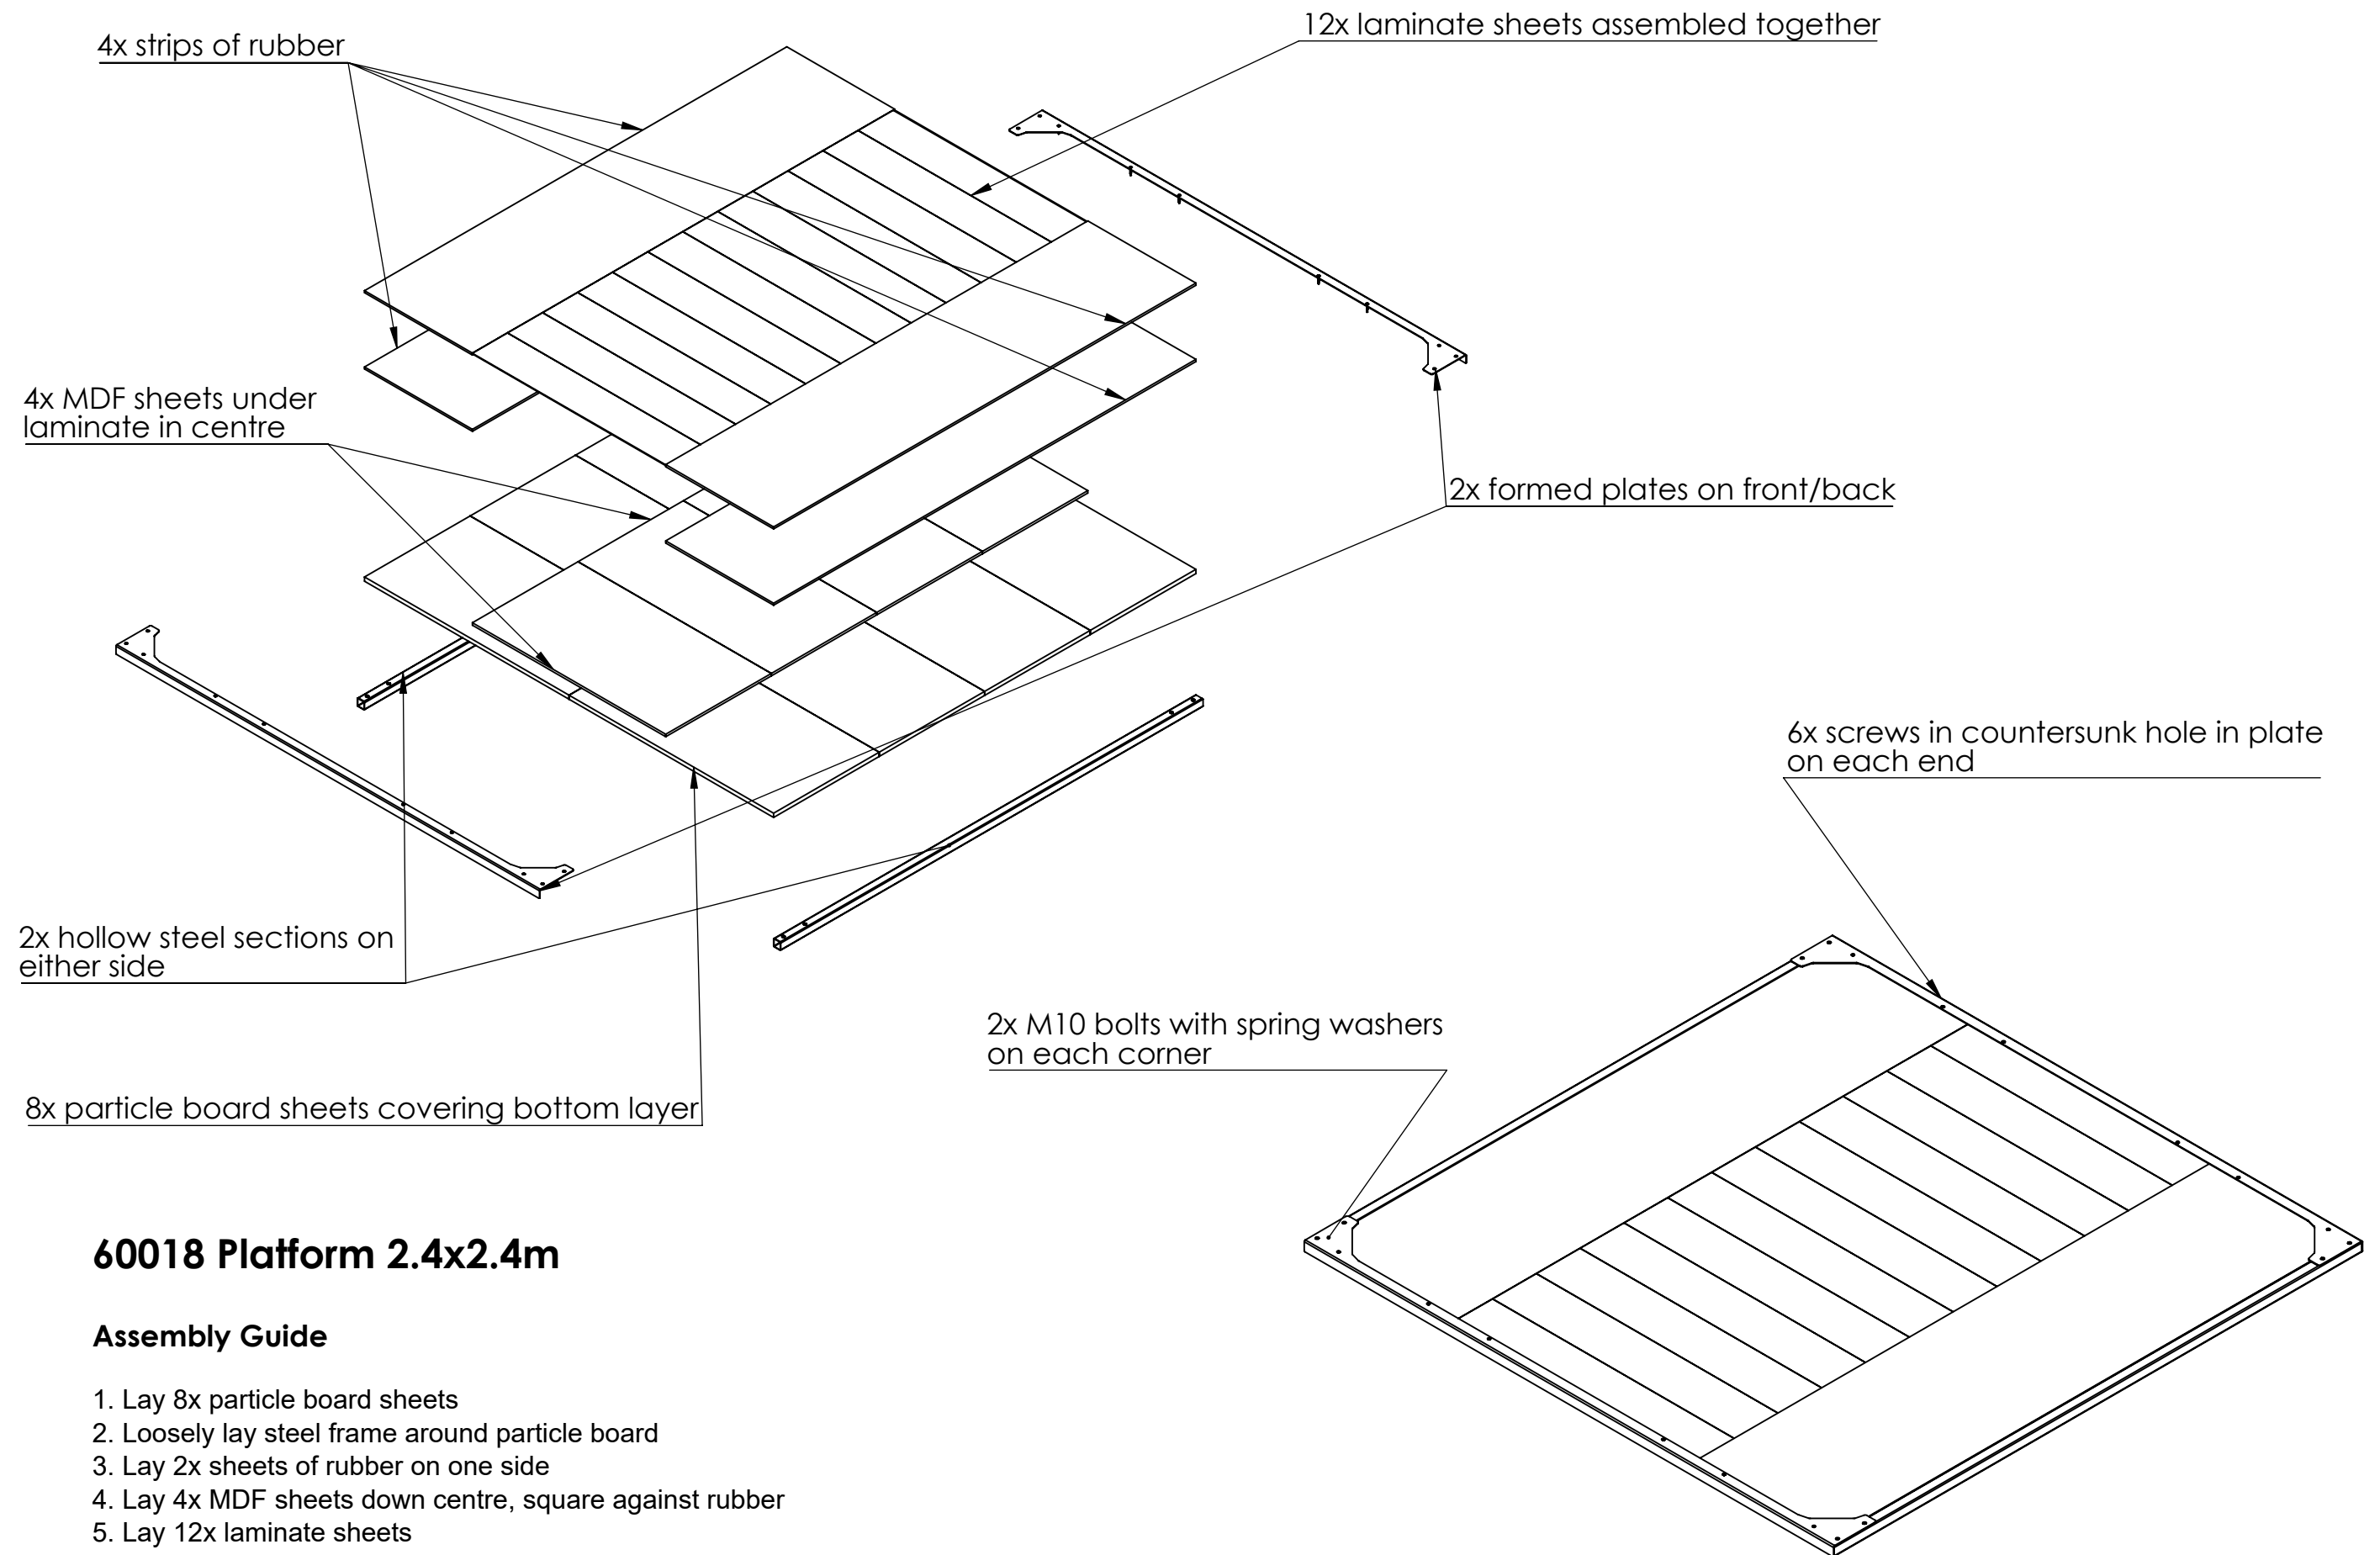 12x laminate sheets assembled together
4x strips of rubber
4x MDF sheets under
laminate in centre
2x formed plates on front/back
6x screws in countersunk hole in plate
on each end
2x hollow steel sections on
either side
2x M10 bolts with spring washers
on each corner
8x particle board sheets covering bottom layer
60018 Platform 2.4x2.4m
Assembly Guide
1. Lay 8x particle board sheets
2. Loosely lay steel frame around particle board
3. Lay 2x sheets of rubber on one side
4. Lay 4x MDF sheets down centre, square against rubber
5. Lay 12x laminate sheets